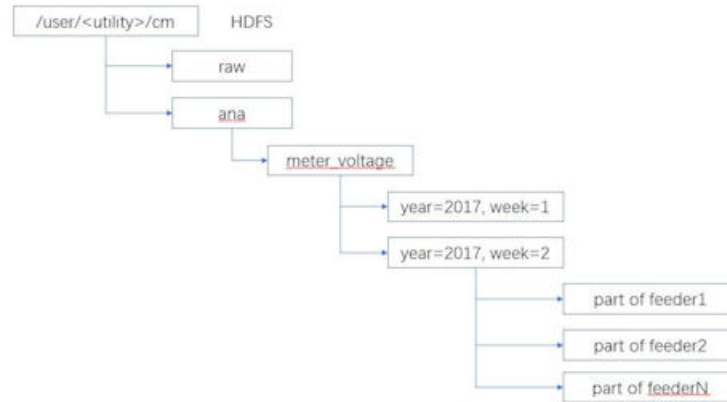 /user/<utility>/cm HDFS
raw
ana
meter_voltage
year=2017, week=1
year=2017, week=2
part of feeder1
part of feeder2
part of feederN